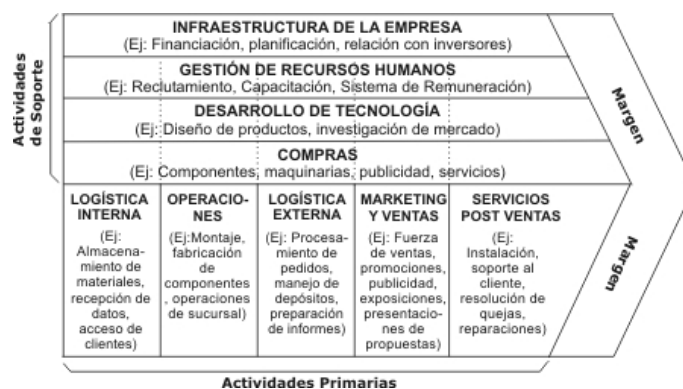 Actividades
de Soporte
INFRAESTRUCTURA DE LA EMPRESA
(Ej: Financiación, planificación, relación con inversores)
GESTIÓN DE RECURSOS HUMANOS
(Ej: Reclutamiento, Capacitación, Sistema de Remuneración)
DESARROLLO DE TECNOLOGÍA
(Ej: Diseño de productos, investigación de mercado)
COMPRAS
(Ej: Componentes, maquinarias, publicidad, servicios)
Margen
LOGÍSTICA
INTERNA
(Ej:
Almacena-
miento de
materiales,
recepción de
datos,
acceso de
clientes)
OPERACIO-
NES
(Ej:Montaje,
fabricación
de
componentes
, operaciones
de sucursal)
LOGÍSTICA
EXTERNA
(Ej: Procesa-
miento de
pedidos,
manejo de
depósitos,
preparación
de informes)
MARKETING
Y VENTAS
(Ej: Fuerza
de ventas,
promociones,
publicidad,
exposiciones,
presentacio-
nes de
propuestas)
SERVICIOS
POST VENTAS
(Ej:
Instalación,
soporte al
cliente,
resolución de
quejas,
reparaciones)
Margen
Actividades Primarias